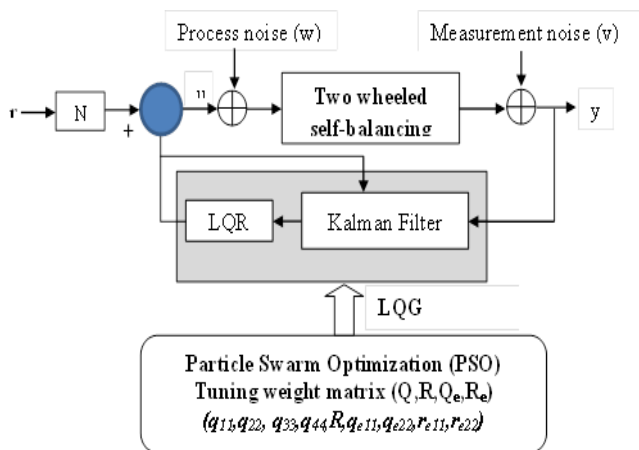 Process noise (w)
Measurement noise (v)
r
N
+
Two wheeled
self-balancing
y
LQR
Kalman Filter
LQG
Particle Swarm Optimization (PSO)
Tuning weight matrix (Q,R,Qe,Re)
(q11,q22, q33,q44,R,qe11,qe22,re11,re22)